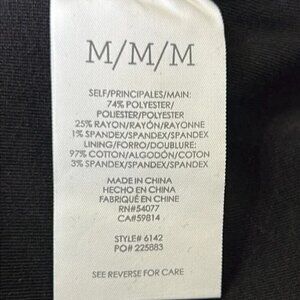 M/M/M
SELF/PRINCIPALES/MAIN:
74% POLYESTER/
POLIESTER/POLYESTER
25% RAYON/RAYÓN/RAYONNE
1% SPANDEX/SPANDEX/SPANDEX
LINING/FORRO/DOUBLURE:
97% COTTON/ALGODÓN/COTON
3% SPANDEX/SPANDEX/SPANDEX
MADE IN CHINA
HECHO EN CHINA
FABRIQUÉ EN CHINE
RN#54077
CA#59814
STYLE# 6142
PO# 225883
SEE REVERSE FOR CARE